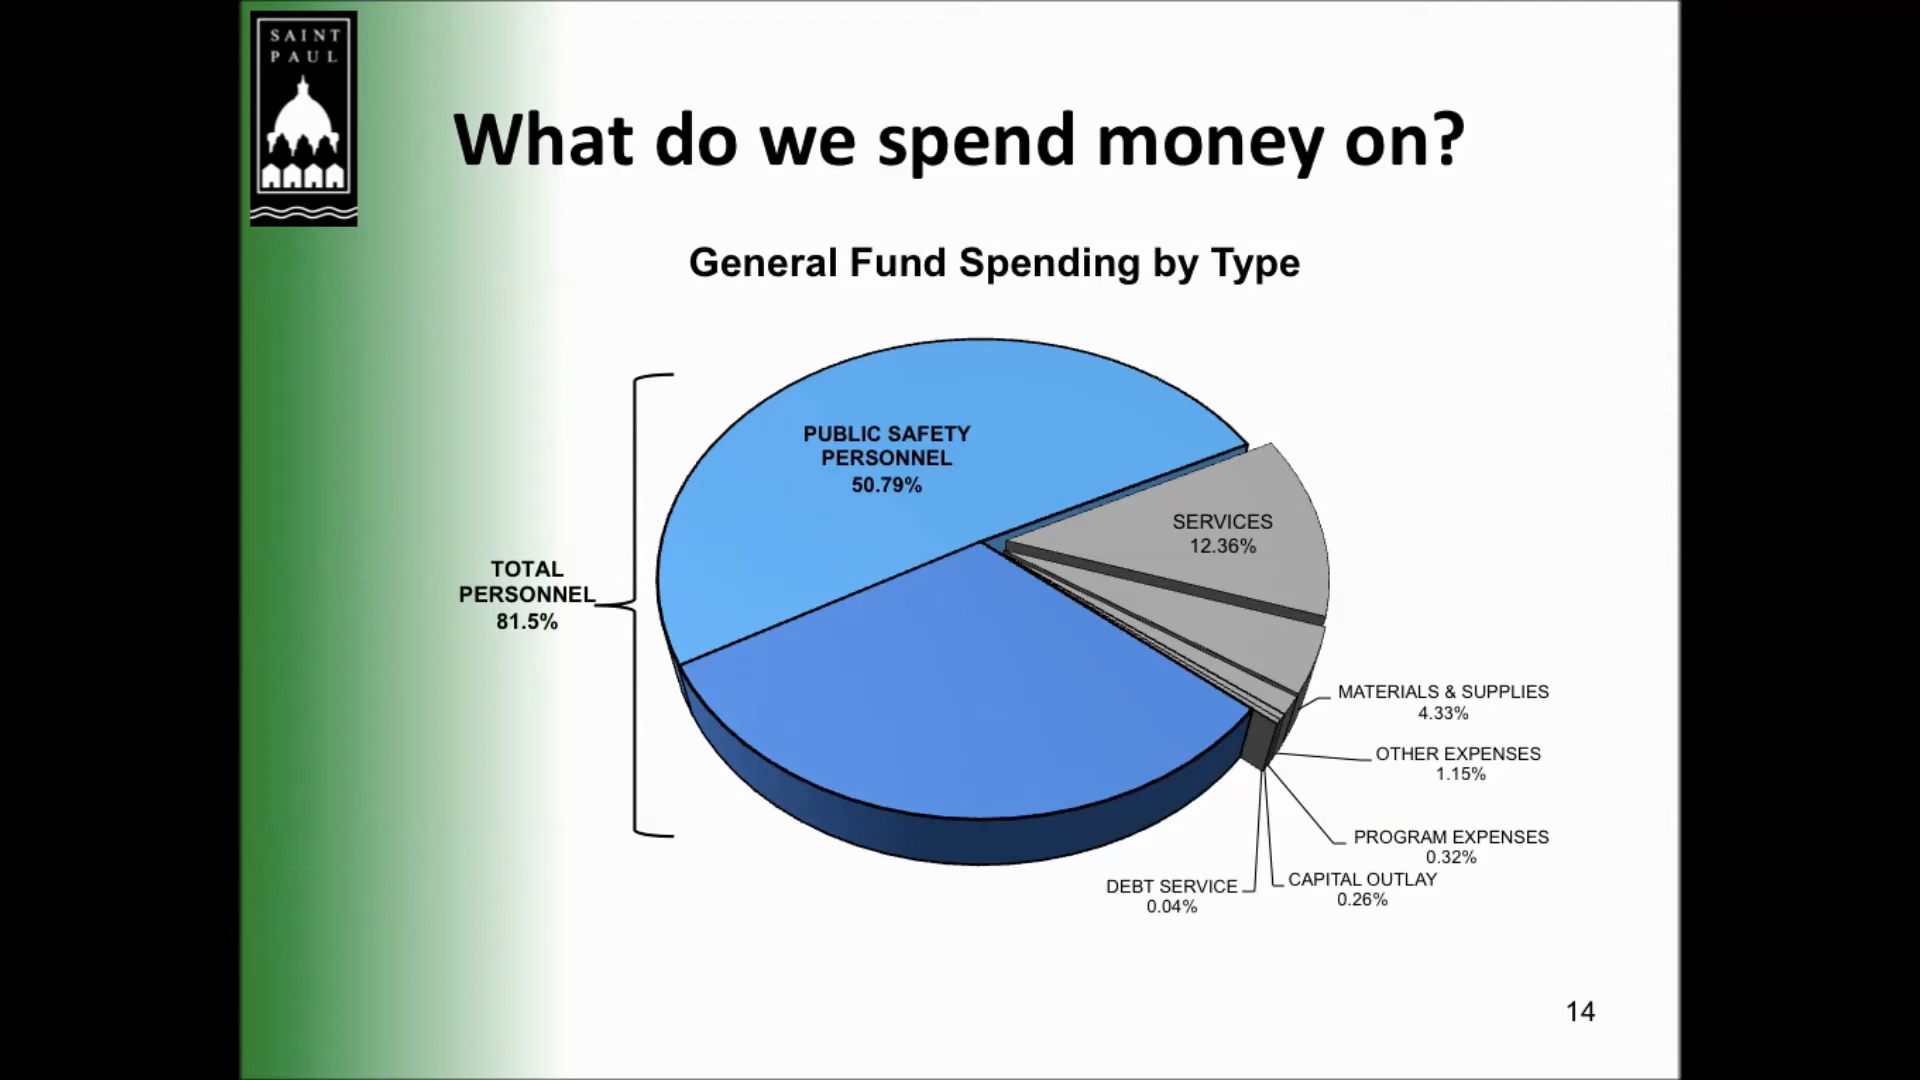 SAINT
PAUL
What do we spend money on?
General Fund Spending by Type
PUBLIC SAFETY
PERSONNEL
50.79%
SERVICES
12.36%
TOTAL
PERSONNEL
81.5%
MATERIALS & SUPPLIES
4.33%
OTHER EXPENSES
1.15%
PROGRAM EXPENSES
0.32%
CAPITAL OUTLAY
0.26%
DEBT SERVICE
0.04%
14